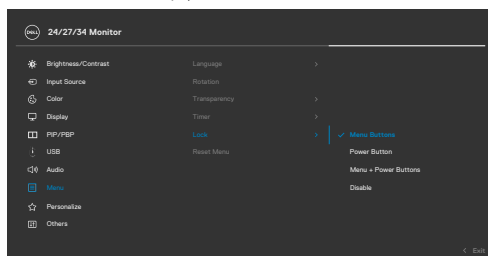 DELL
24/27/34 Monitor
Brightness/Contrast
Input Source
Color
Display
PIP/PBP
USB
Audio
Menu
Personalize
Others
Language
Rotation
Transparency
Timer
Lock
Reset Menu
Menu Buttons
Power Button
Menu + Power Buttons
Disable
Exit